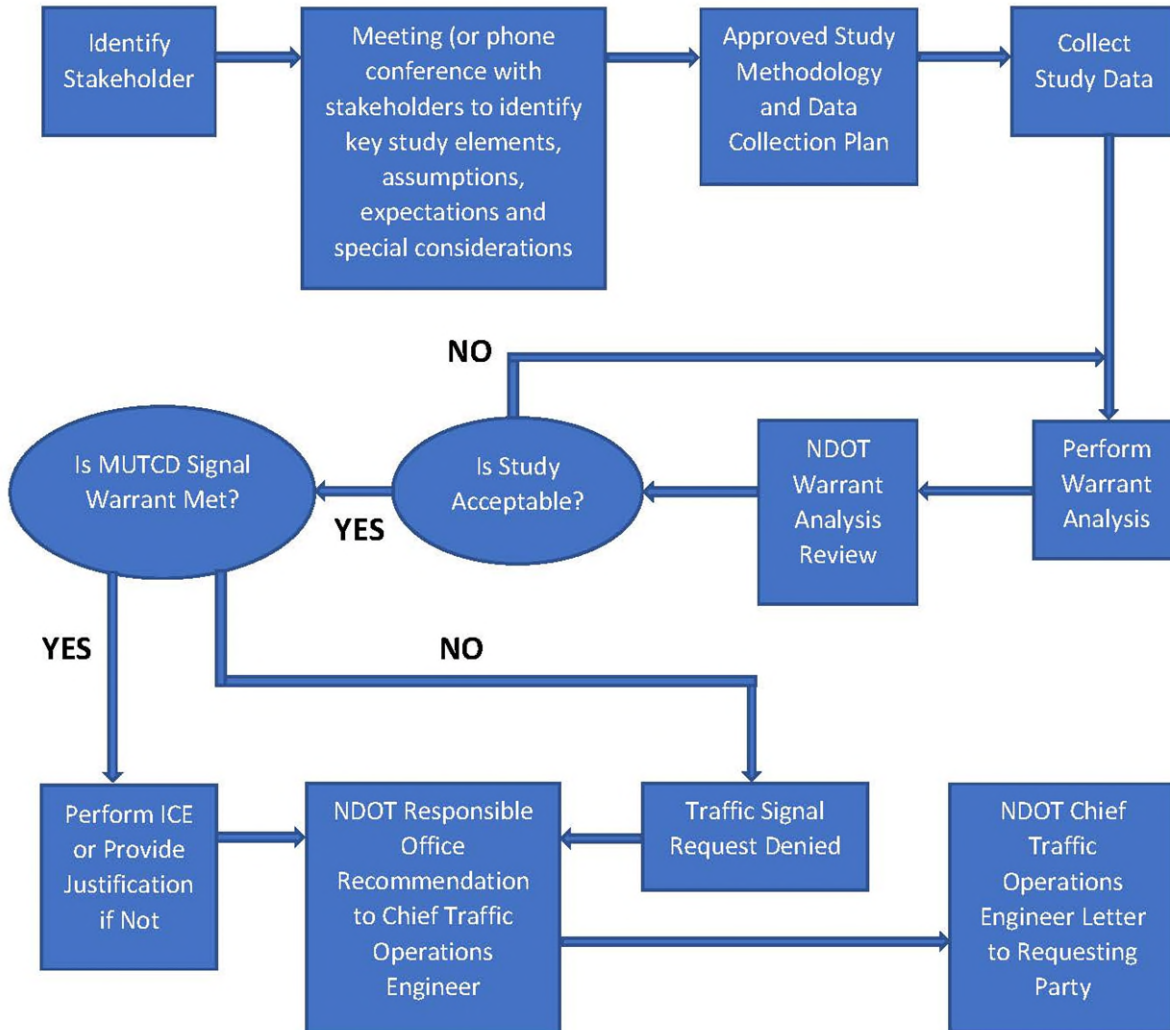 Identify
Stakeholder
Meeting (or phone
conference with
stakeholders to identify
key study elements,
assumptions,
expectations and
special considerations
Approved Study
Methodology
and Data
Collection Plan
Collect
Study Data
NO
Is MUTCD Signal
Warrant Met?
YES
Is Study
Acceptable?
NDOT
Warrant
Analysis
Review
Perform
Warrant
Analysis
YES
NO
Perform ICE
or Provide
Justification
if Not
NDOT Responsible
Office
Recommendation
to Chief Traffic
Operations
Engineer
Traffic Signal
Request Denied
NDOT Chief
Traffic
Operations
Engineer Letter
to Requesting
Party